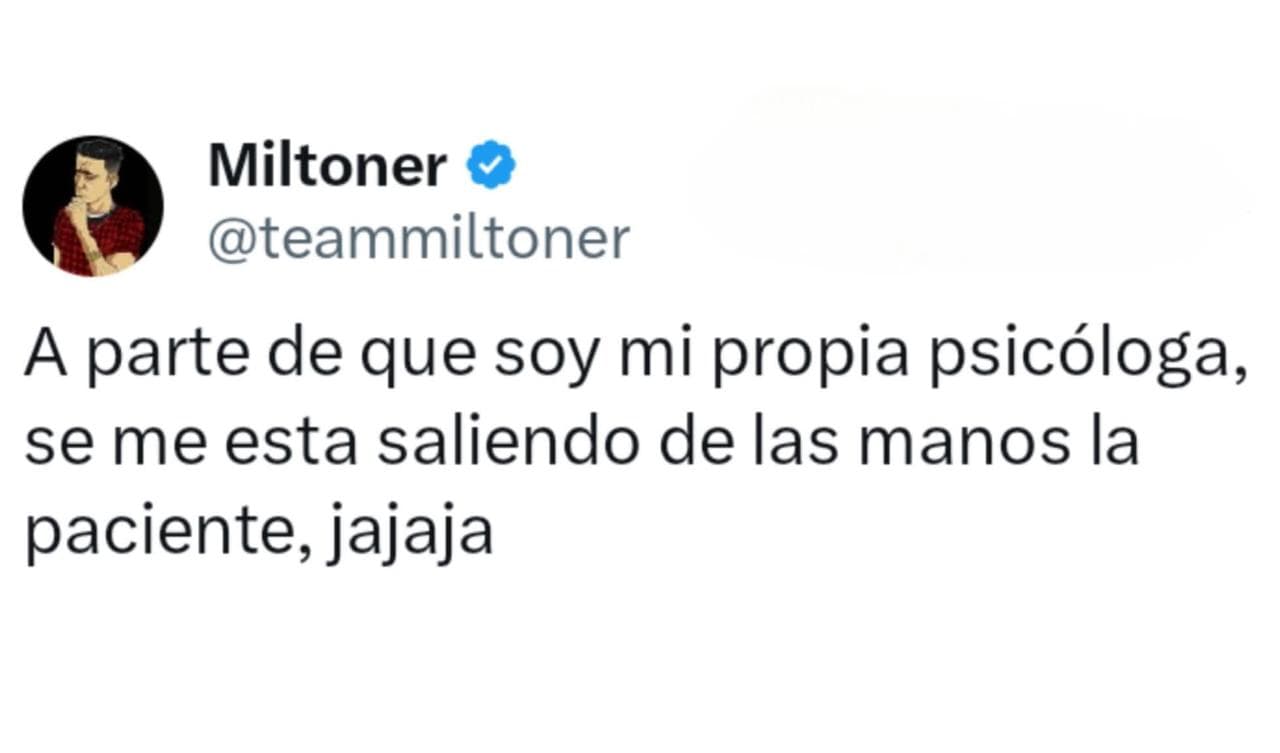 Miltoner
@teammiltoner
A parte de que soy mi propia psicóloga,
se me esta saliendo de las manos la
paciente, jajaja